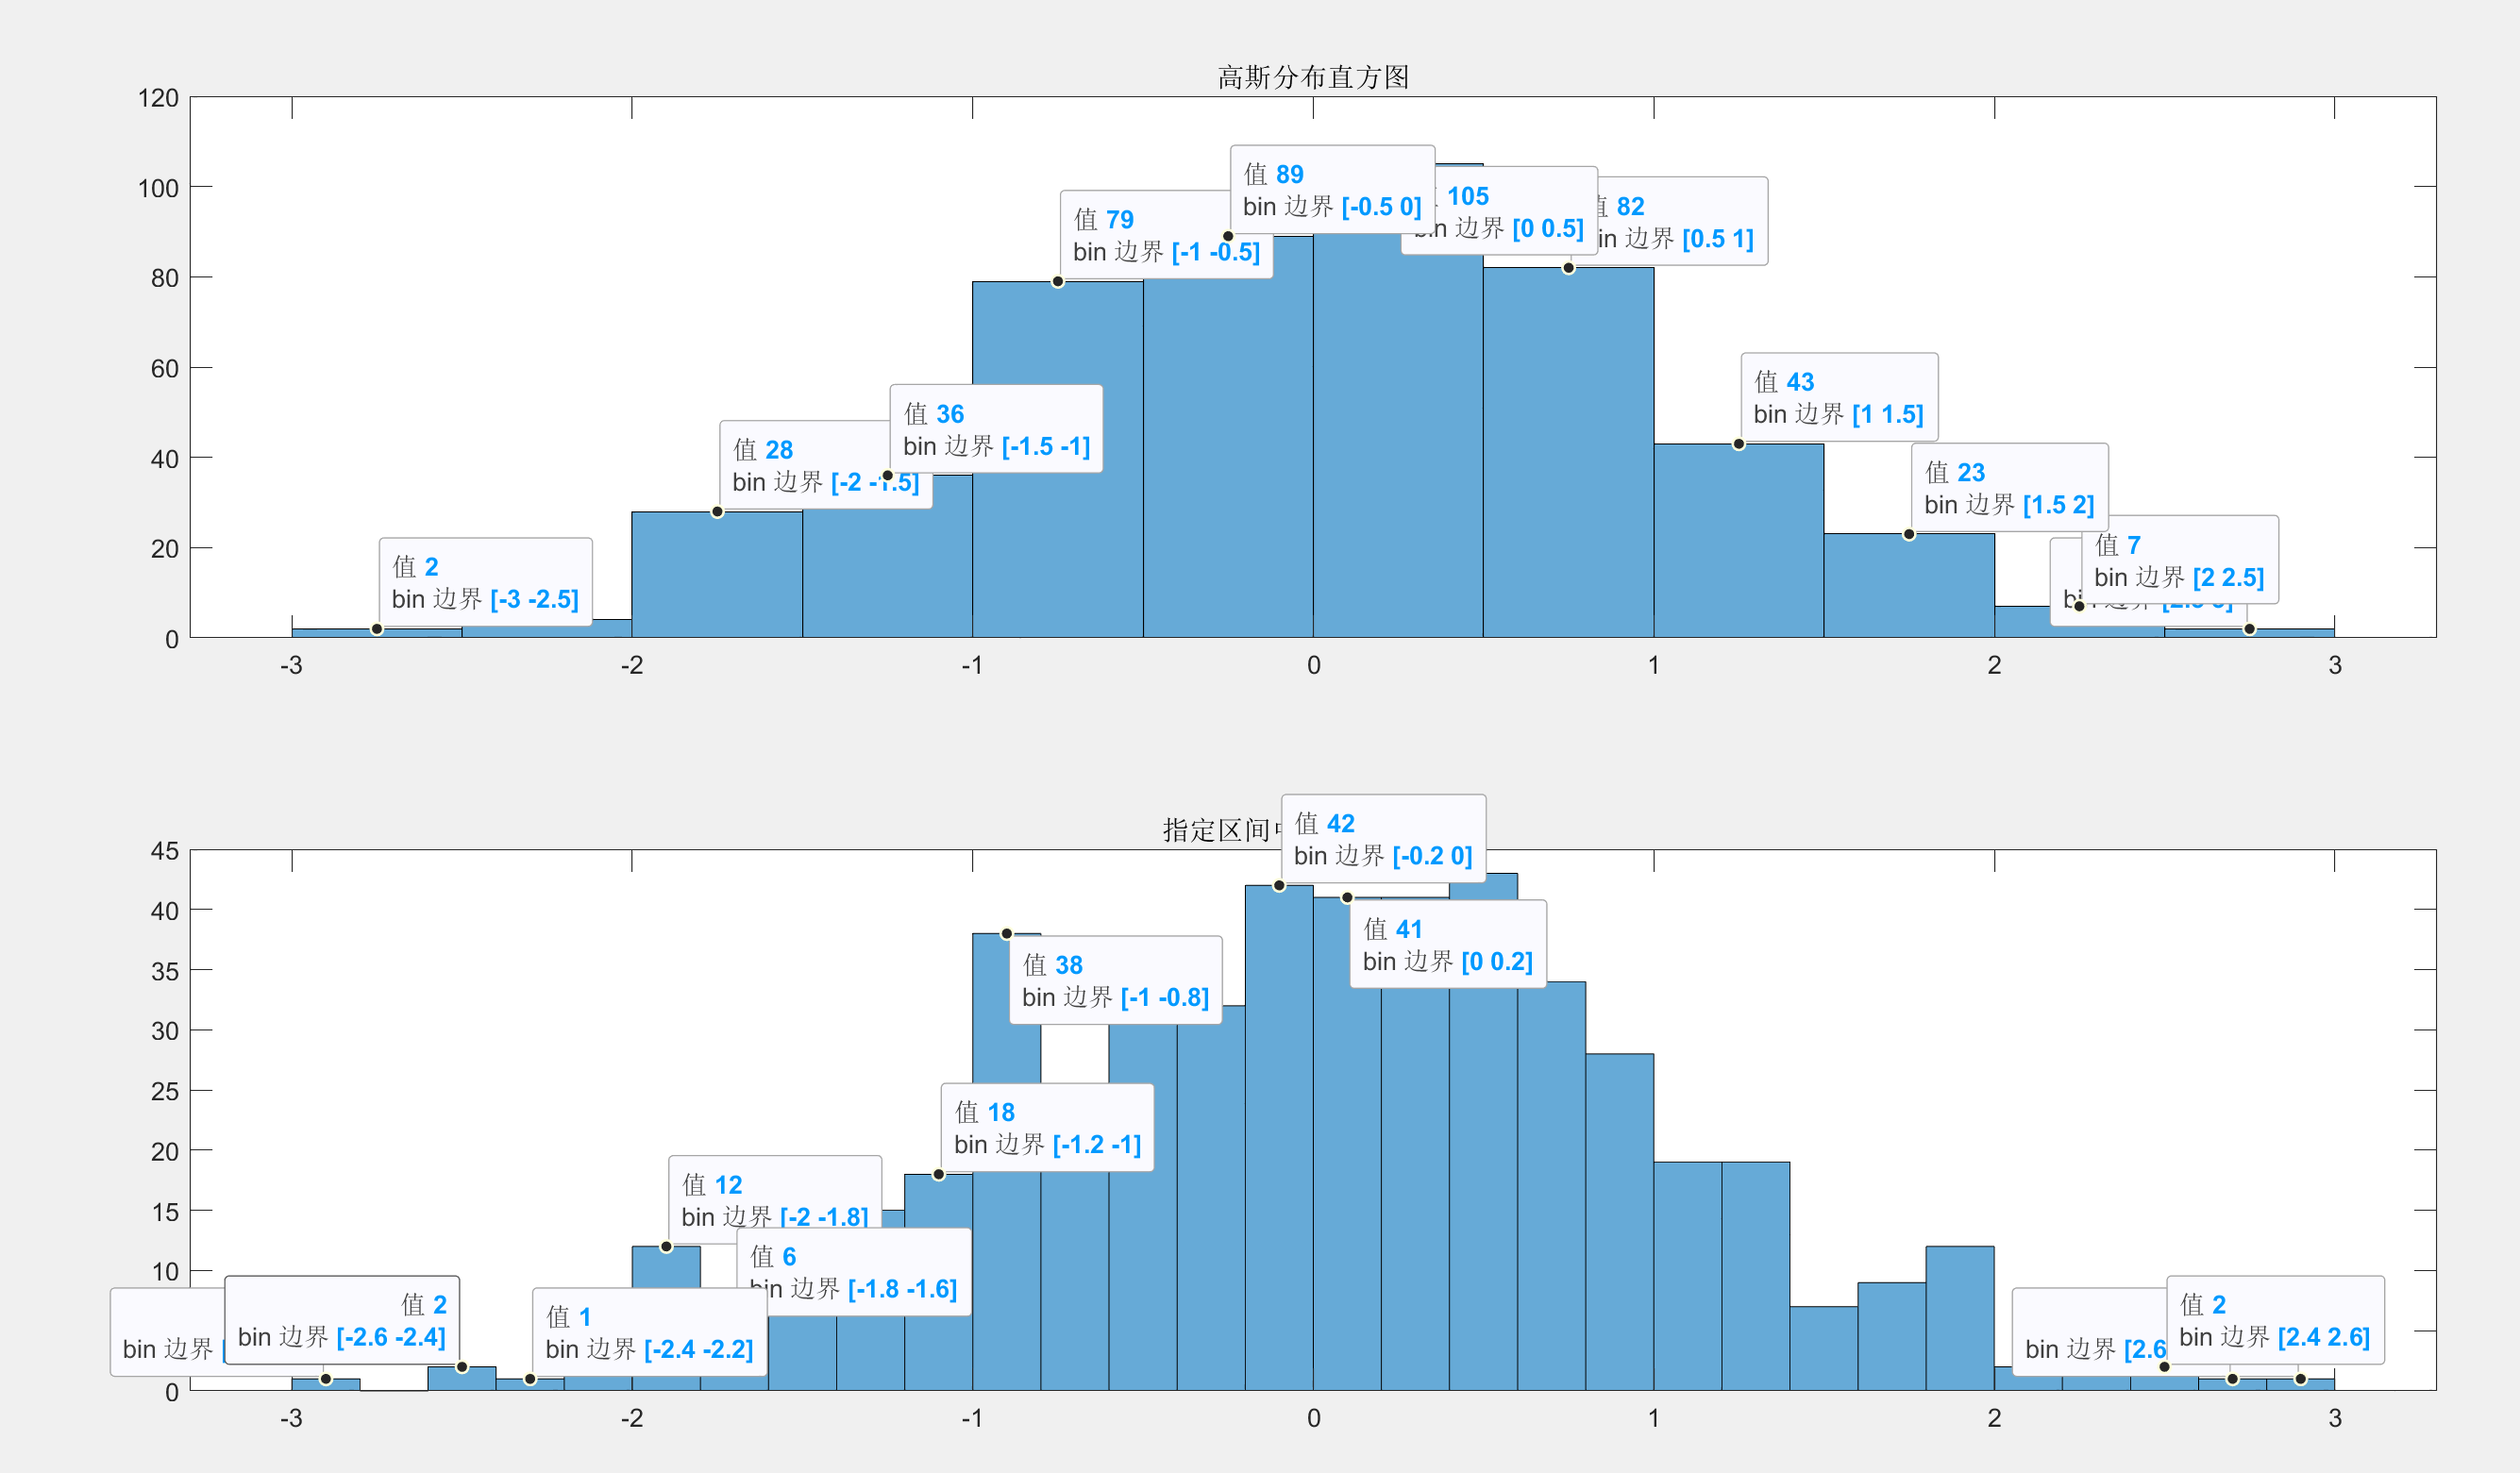 高斯分布直方图
120
100
80
60
40
20
0
值 89
bin 边界 [-0.5 0]
105
bin 边界 [0 0.5]
值 82
bin 边界 [0.5 1]
值 79
bin 边界 [-1 -0.5]
值 43
bin 边界 [1 1.5]
值 36
bin 边界 [-1.5 -1]
值 28
bin 边界 [-2 -1.5]
值 23
bin 边界 [1.5 2]
值 7
bin 边界 [2 2.5]
值 2
bin 边界 [-3 -2.5]
bin 边界
-3 -2 -1 0 1 2 3
指定区间
45
40
35
30
25
20
15
10
0
值 42
bin 边界 [-0.2 0]
值 41
bin 边界 [0 0.2]
值 38
bin 边界 [-1 -0.8]
值 18
bin 边界 [-1.2 -1]
值 12
bin 边界 [-2 -1.8]
值 6
bin 边界 [-1.8 -1.6]
bin 边界
值 2
bin 边界 [-2.6 -2.4]
值 1
bin 边界 [-2.4 -2.2]
bin 边界 [2.6
值 2
bin 边界 [2.4 2.6]
-3 -2 -1 0 1 2 3